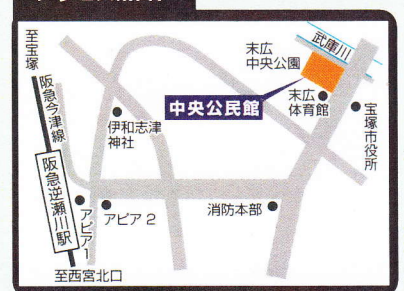 至宝塚
阪急今津線
阪急逆瀬川駅
至西宮北口
アピア1
アピア2
伊和志津
神社
中央公民館
末広
中央公園
武庫川
末広
体育館
宝塚市役所
消防本部